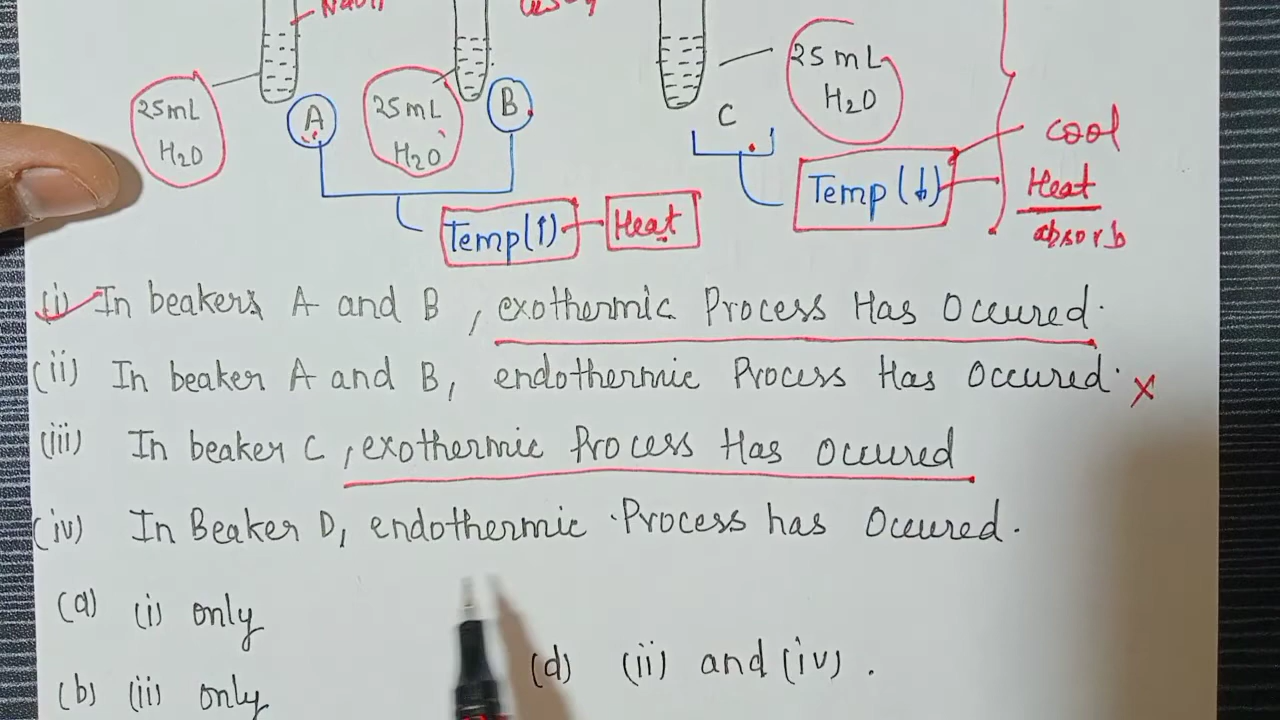 25mL
H2O
A
25mL
H2O
B
C
25mL
H2O
Temp(↑)
Heat
Temp(↓)
cool
Heat
absorb
(i) In beakers A and B, exothermic Process Has Occured.
(ii) In beaker A and B, endothermic Process Has Occured. X
(iii) In beaker C, exothermic Process Has Occured
(iv) In Beaker D, endothermic Process has Occured.
(a) (i) only
(b) (ii) only
(d) (ii) and (iv).